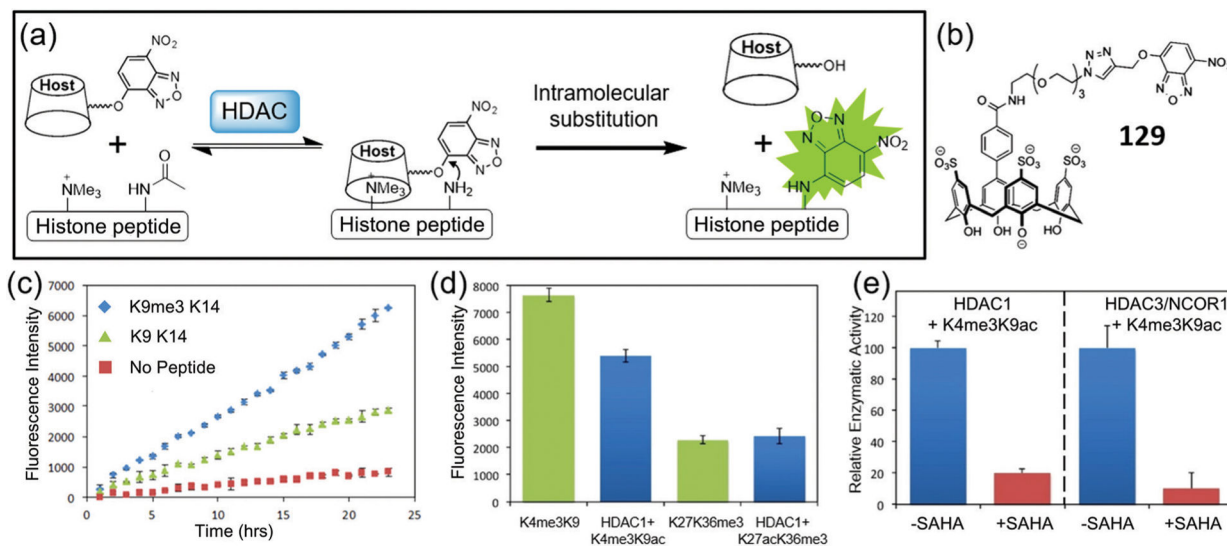 (a)
NO₂
Host
N
O
N
O
+
HDAC
+
NMe₃
HN
O
Histone peptide
NO₂
Host
N
O
N
O
+
NMe₃
NH₂
Histone peptide
Intramolecular
substitution
Host
OH
+
N
O
N
NO₂
+
NMe₃
HN
Histone peptide
(b)
N=N
N
O
3
O
NO₂
N
O
N
O
NH
129
SO₃⊖
SO₃⊖
SO₃⊖
OH
OH
O⊖
OH
(c)
Fluorescence Intensity
7000
6000
5000
4000
3000
2000
1000
0
K9me3 K14
K9 K14
No Peptide
0 5 10 15 20 25
Time (hrs)
(d)
Fluorescence Intensity
8000
7000
6000
5000
4000
3000
2000
1000
0
K4me3K9
HDAC1+
K4me3K9ac
K27K36me3
HDAC1+
K27acK36me3
(e)
Relative Enzymatic Activity
120
100
80
60
40
20
0
HDAC1
+ K4me3K9ac
HDAC3/NCOR1
+ K4me3K9ac
-SAHA +SAHA -SAHA +SAHA